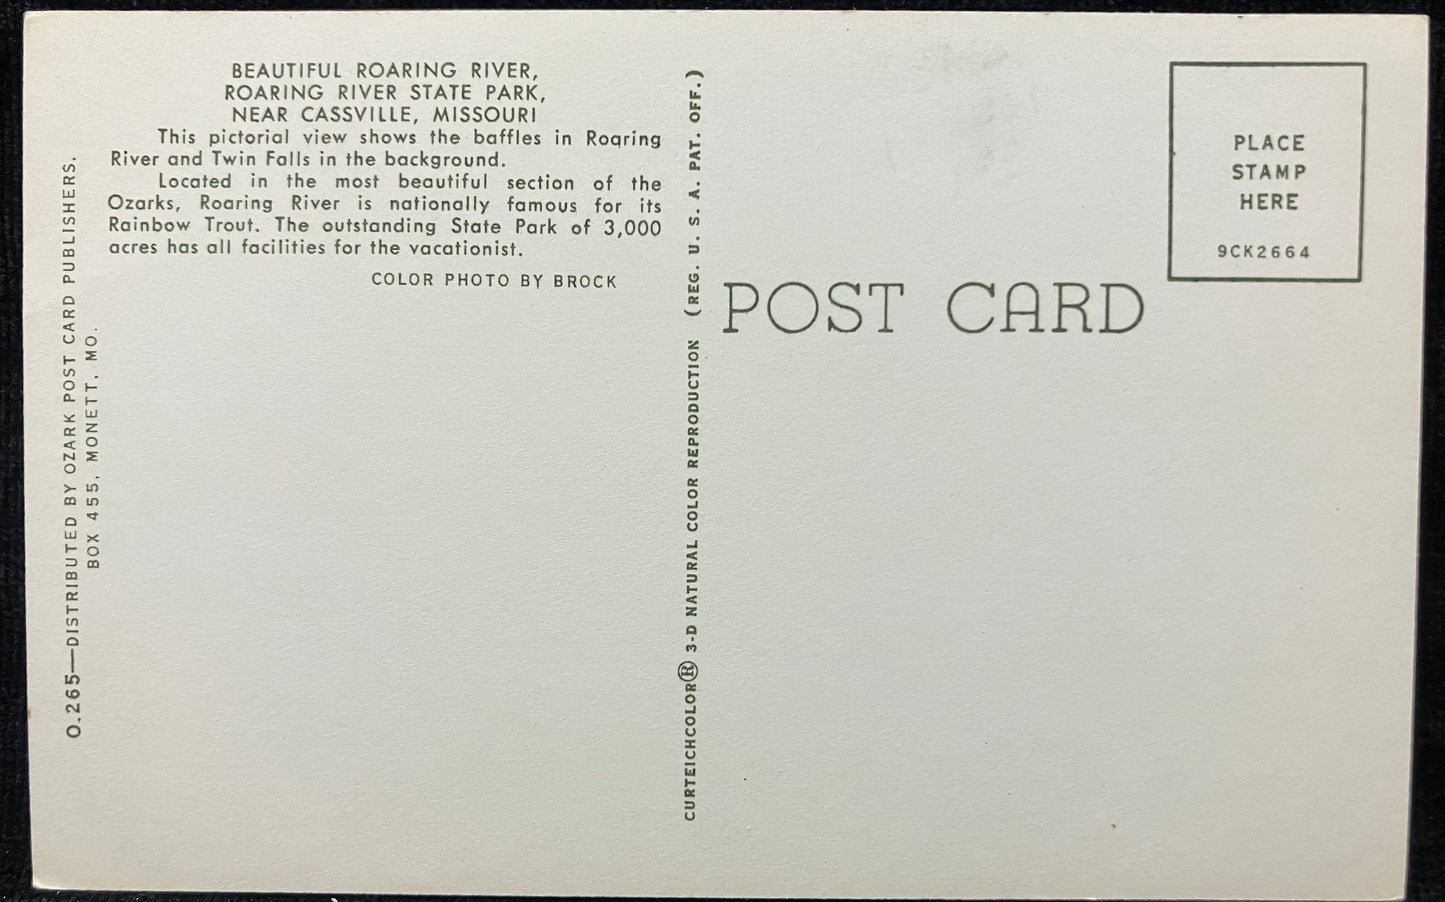 BEAUTIFUL ROARING RIVER,
ROARING RIVER STATE PARK,
NEAR CASSVILLE, MISSOURI
This pictorial view shows the baffles in Roaring
River and Twin Falls in the background.
Located in the most beautiful section of the
Ozarks, Roaring River is nationally famous for its
Rainbow Trout. The outstanding State Park of 3,000
acres has all facilities for the vacationist.
COLOR PHOTO BY BROCK
O.265—DISTRIBUTED BY OZARK POST CARD PUBLISHERS,
BOX 455, MONETT, MO.
CURTEICHCOLOR® 3-D NATURAL COLOR REPRODUCTION (REG. U. S. A. PAT. OFF.)
POST CARD
PLACE
STAMP
HERE
9CK2664